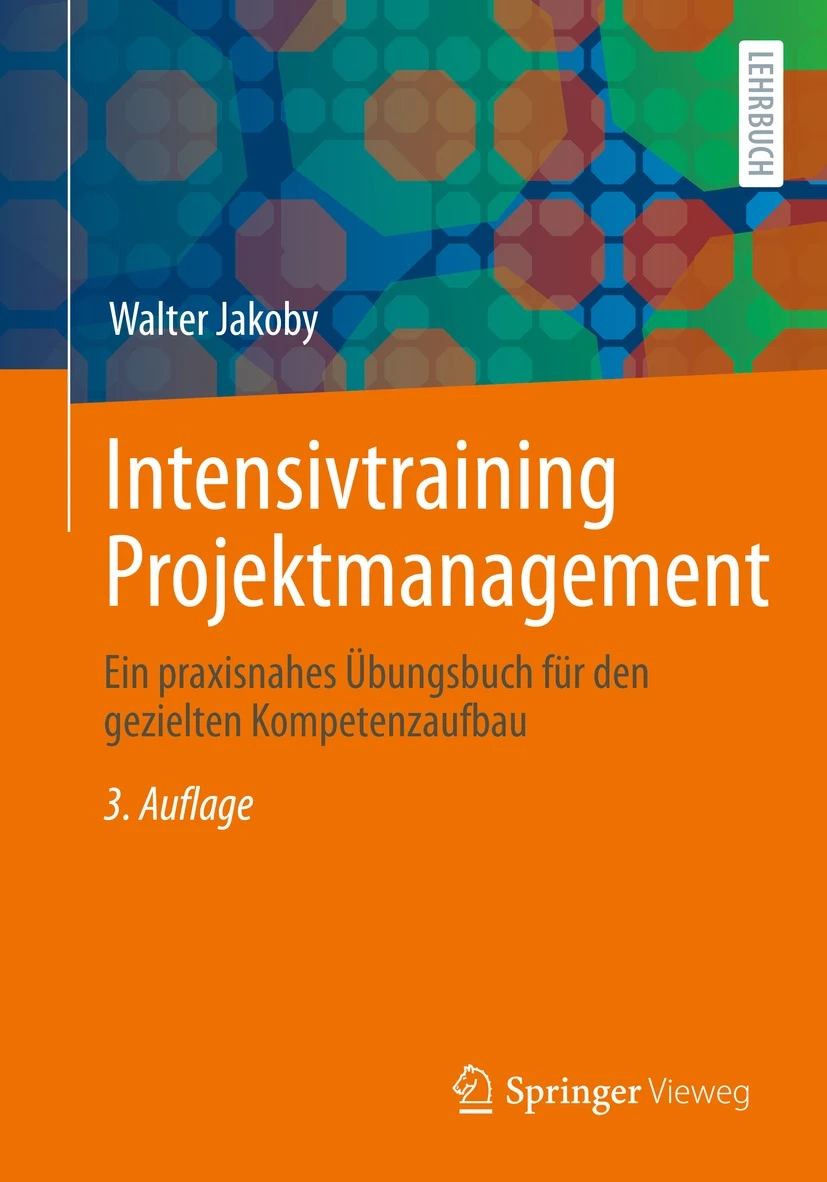 LEHRBUCH
Walter Jakoby
Intensivtraining
Projektmanagement
Ein praxisnahes Übungsbuch für den
gezielten Kompetenzaufbau
3. Auflage
Springer Vieweg